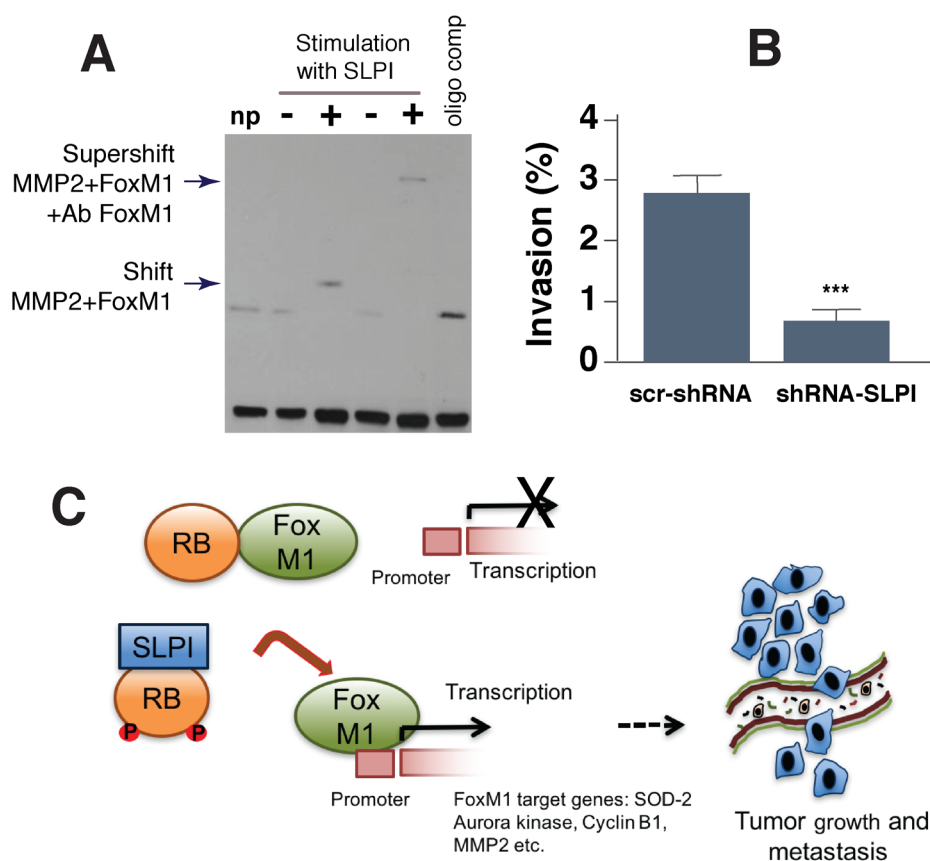 A
Stimulation
with SLPI
oligo comp
np - + - +
Supershift
MMP2+FoxM1
+Ab FoxM1
Shift
MMP2+FoxM1
B
Invasion (%)
4
3
2
1
0
***
scr-shRNA shRNA-SLPI
C
RB
Fox
M1
X
Promoter
Transcription
SLPI
RB
P P
Fox
M1
Transcription
Promoter
FoxM1 target genes: SOD-2
Aurora kinase, Cyclin B1,
MMP2 etc.
Tumor growth and
metastasis